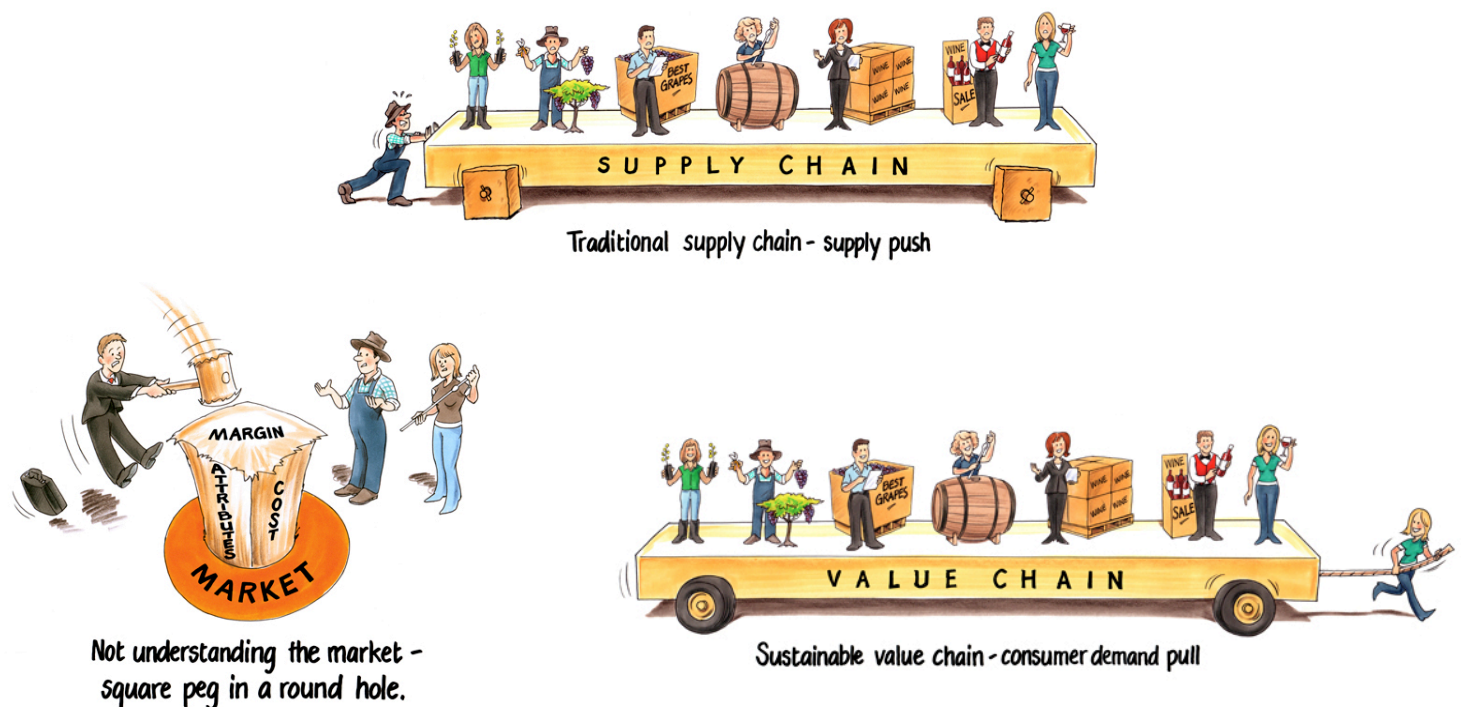 BEST
GRAPES
WINE
WINE
WINE
WINE
WINE
SALE
SUPPLY CHAIN
Traditional supply chain - supply push
MARGIN
ATTRIBUTES
COST
MARKET
Not understanding the market -
square peg in a round hole.
BEST
GRAPES
WINE
WINE
WINE
WINE
WINE
SALE
VALUE CHAIN
Sustainable value chain - consumer demand pull